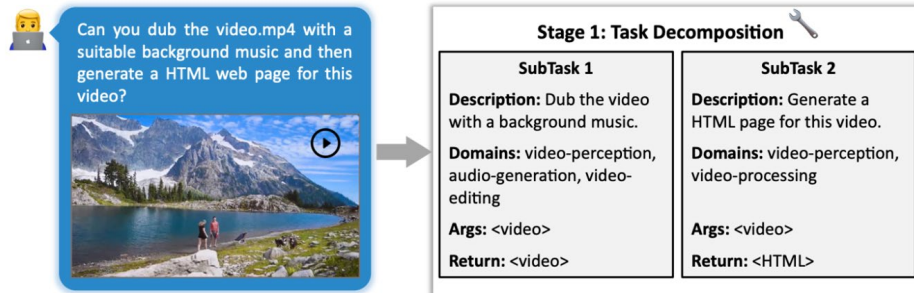 Can you dub the video.mp4 with a
suitable background music and then
generate a HTML web page for this
video?
Stage 1: Task Decomposition
SubTask 1
Description: Dub the video
with a background music.
Domains: video-perception,
audio-generation, video-
editing
Args: <video>
Return: <video>
SubTask 2
Description: Generate a
HTML page for this video.
Domains: video-perception,
video-processing
Args: <video>
Return: <HTML>